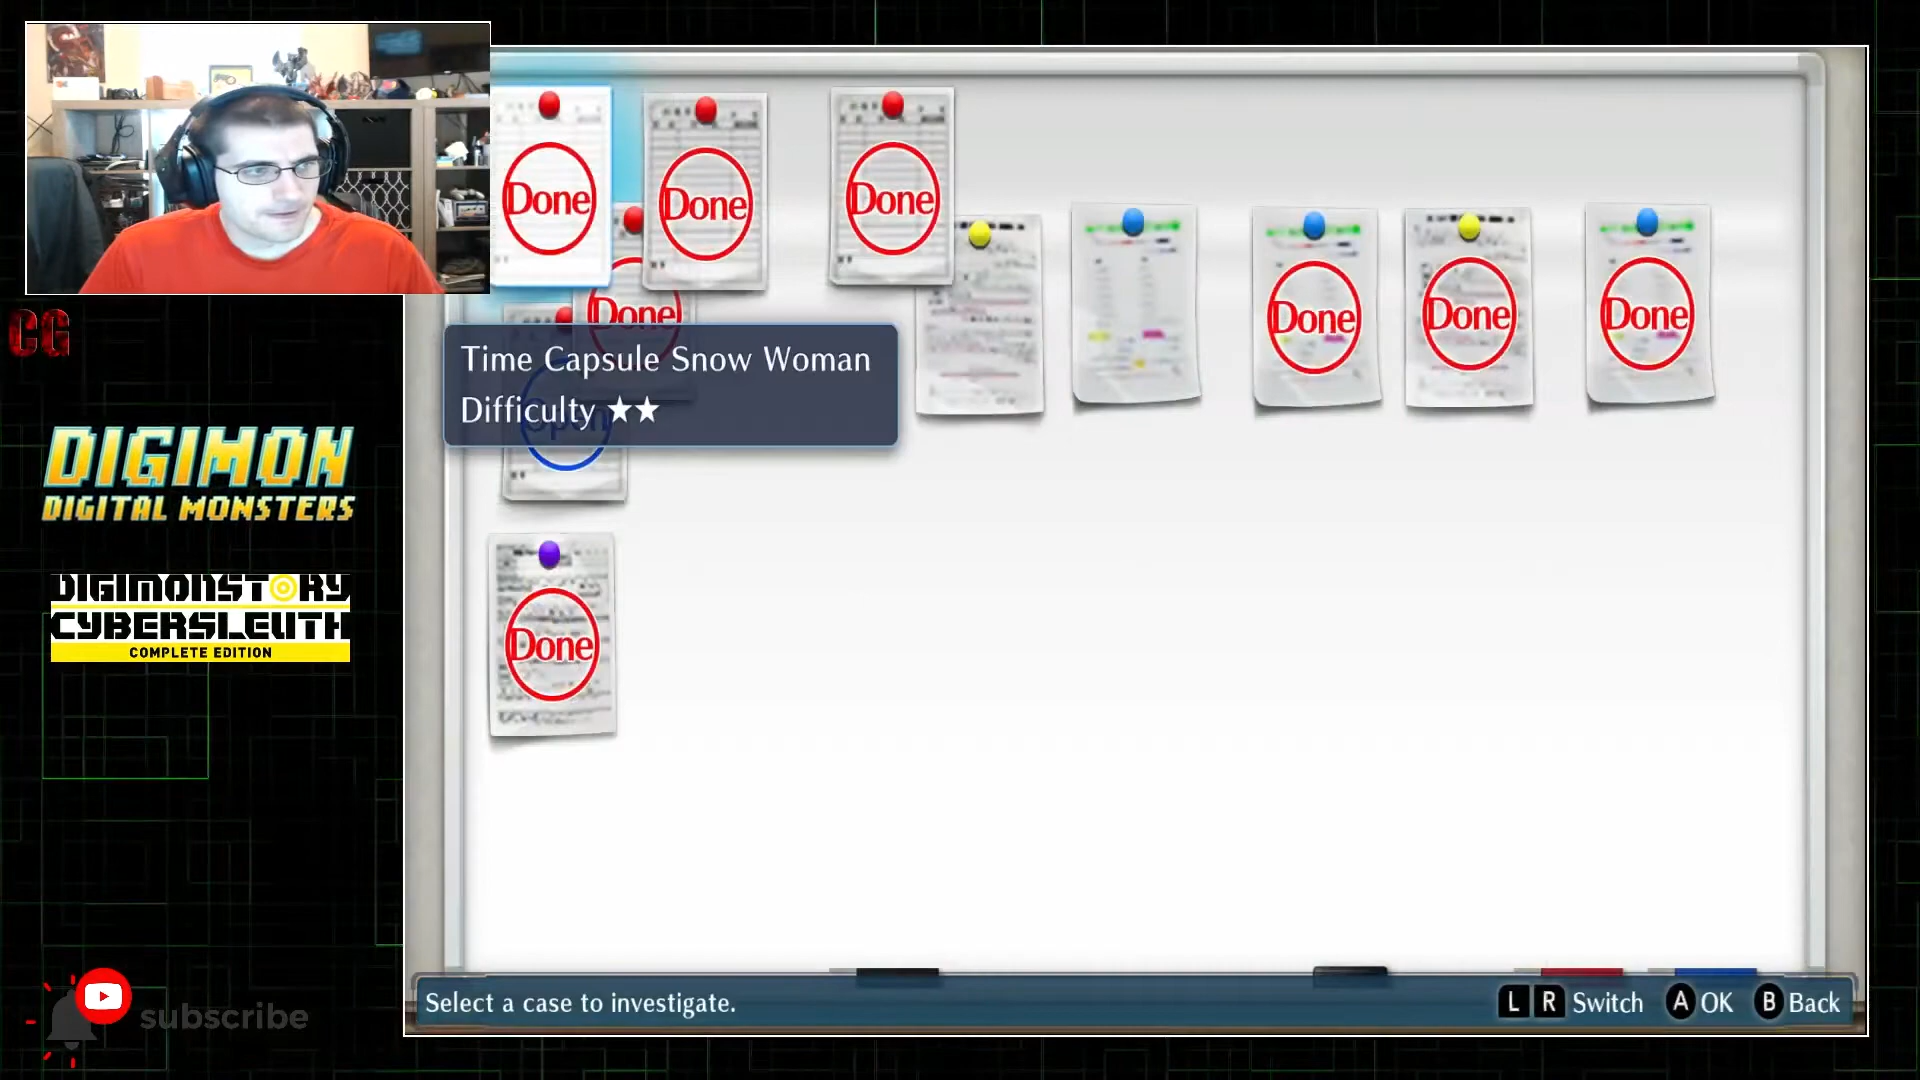 Done
Done
Done
Done
Done
Done
Done
Time Capsule Snow Woman
Difficulty ★★
Open
Done
CG
DIGIMON
DIGITAL MONSTERS
DIGIMONSTORY
CYBERSLEUTH
COMPLETE EDITION
subscribe
Select a case to investigate.
L R Switch A OK B Back